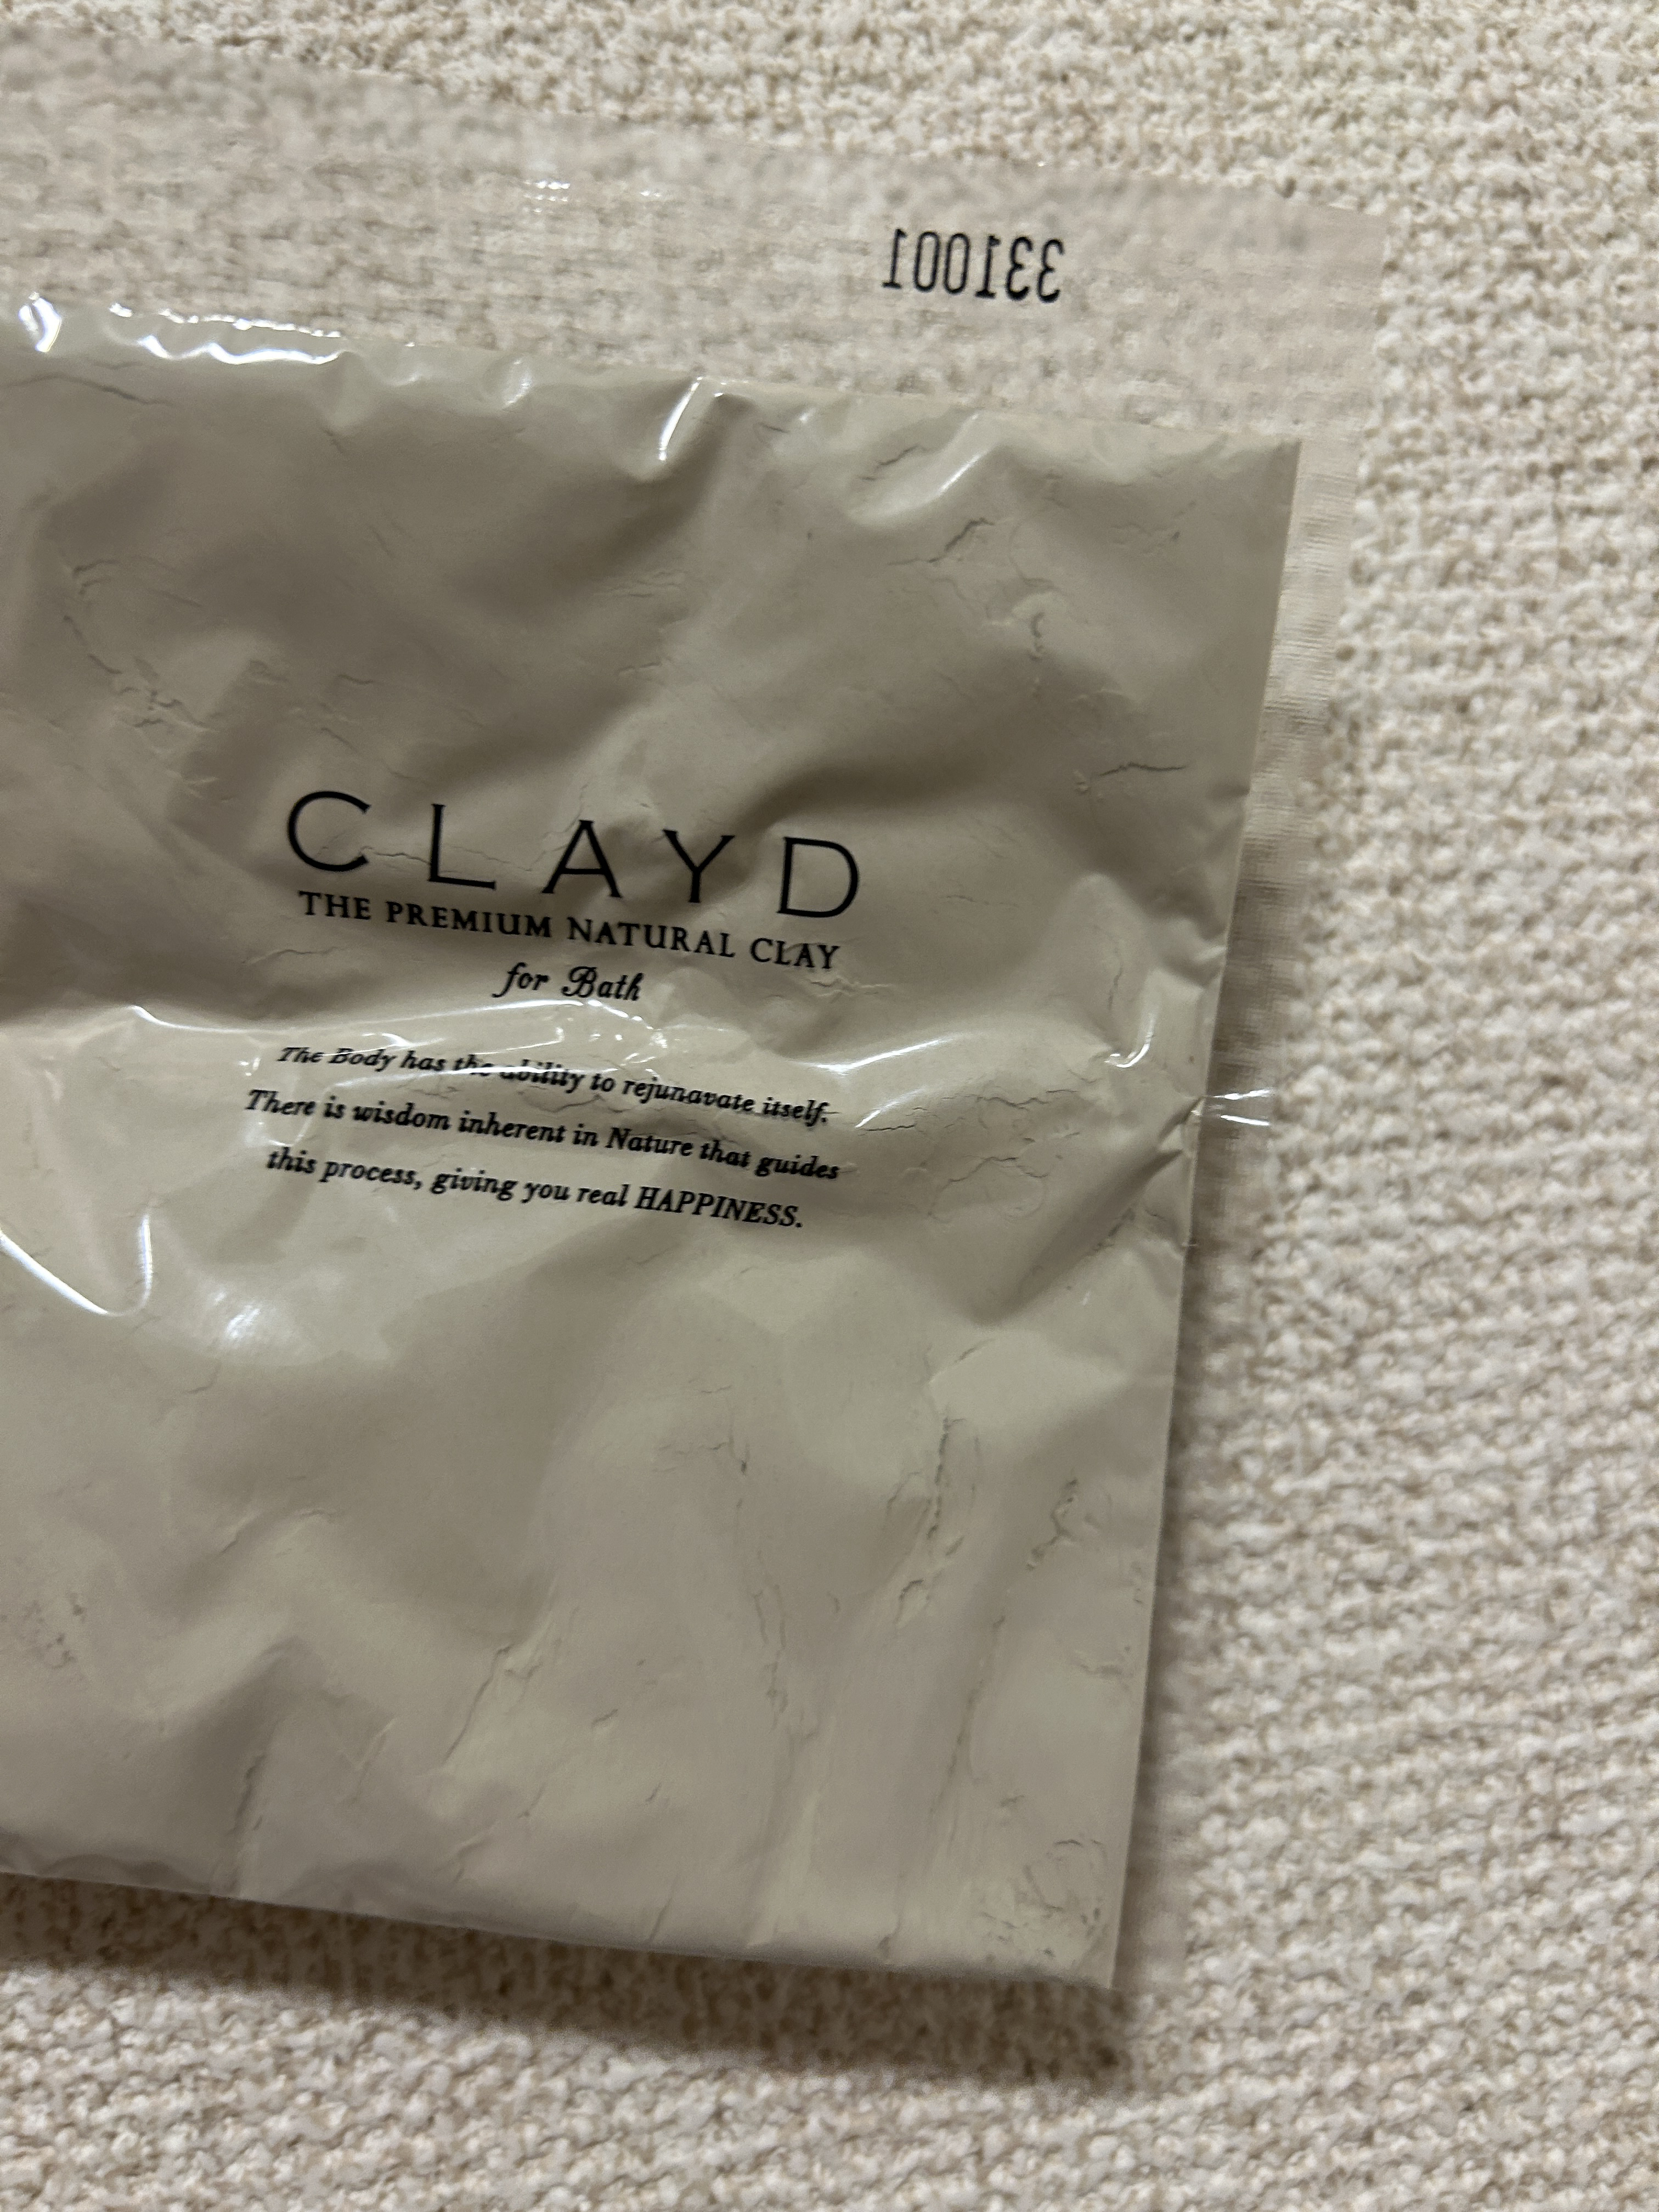 331001
CLAYD
THE PREMIUM NATURAL CLAY
for Bath
The Body has the ability to rejunavate itself.
There is wisdom inherent in Nature that guides
this process, giving you real HAPPINESS.